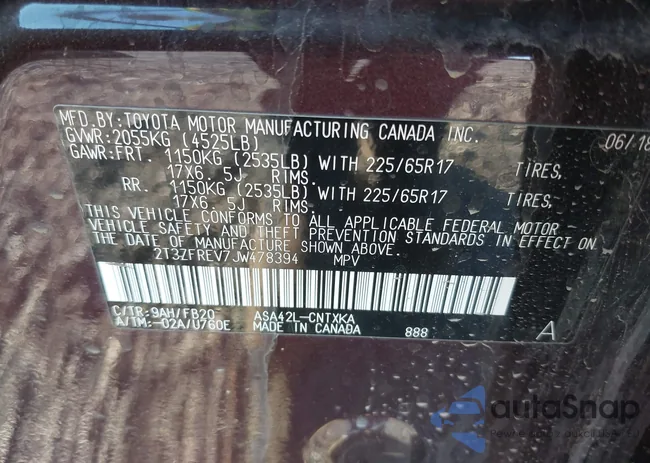 MFD.BY: TOYOTA MOTOR MANUFACTURING CANADA INC. 06/18
GVWR: 2055KG (4525LB)
GAWR: FRT. 1150KG (2535LB) WITH 225/65R17 TIRES,
17X6. 5J RIMS.
RR. 1150KG (2535LB) WITH 225/65R17 TIRES,
17X6. 5J RIMS.
THIS VEHICLE CONFORMS TO ALL APPLICABLE FEDERAL MOTOR
VEHICLE SAFETY AND THEFT PREVENTION STANDARDS IN EFFECT ON
THE DATE OF MANUFACTURE SHOWN ABOVE.
2T3ZFREV7JW478394 MPV
C/TR: 9AH/FB20 ASA42L-CNTXKA
A/TM: -02A/U760E MADE IN CANADA 888 A
autoSnap